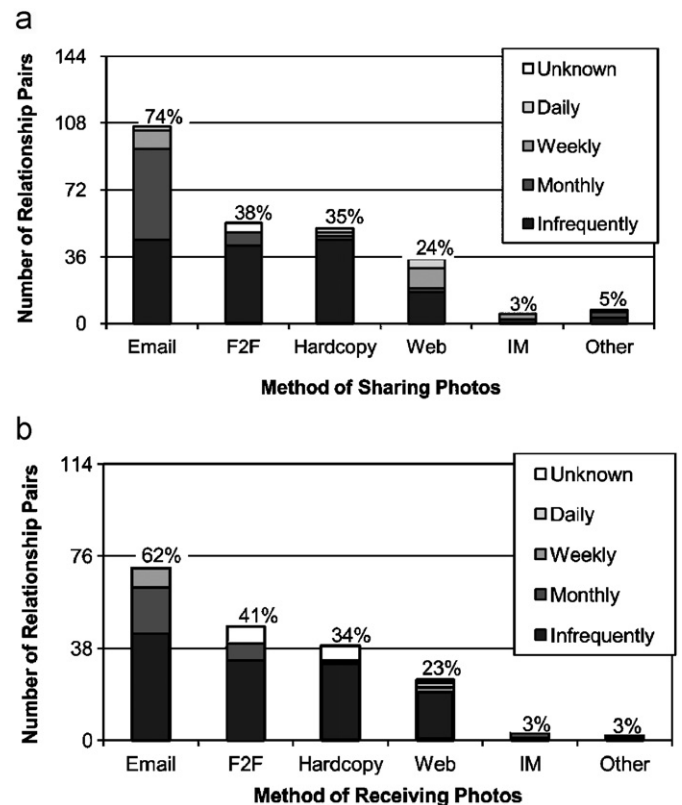 a
144
108
72
36
0
Number of Relationship Pairs
74%
38%
35%
24%
3%
5%
Unknown
Daily
Weekly
Monthly
Infrequently
Email F2F Hardcopy Web IM Other
Method of Sharing Photos
b
114
76
38
0
Number of Relationship Pairs
62%
41%
34%
23%
3%
3%
Unknown
Daily
Weekly
Monthly
Infrequently
Email F2F Hardcopy Web IM Other
Method of Receiving Photos